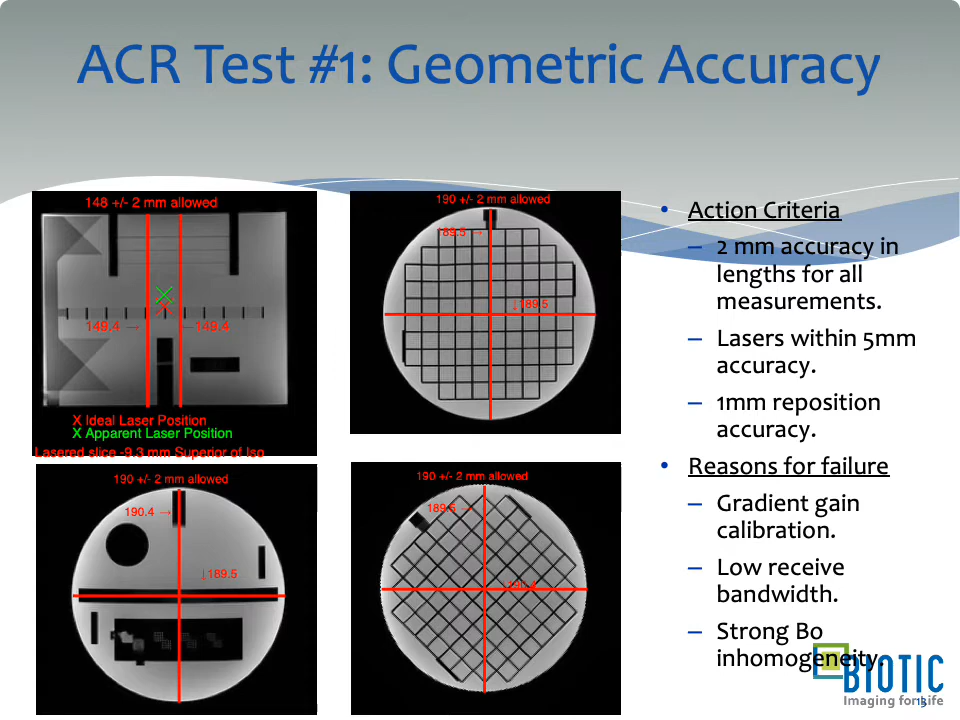 ACR Test #1: Geometric Accuracy
148 +/- 2 mm allowed
149.4 →
←149.4
X Ideal Laser Position
X Apparent Laser Position
Lasered slice -9.3 mm Superior of Iso
190 +/- 2 mm allowed
189.5 →
↓189.5
190 +/- 2 mm allowed
190.4 →
↓189.5
190 +/- 2 mm allowed
→
190.4
• Action Criteria
– 2 mm accuracy in
lengths for all
measurements.
– Lasers within 5mm
accuracy.
– 1mm reposition
accuracy.
• Reasons for failure
– Gradient gain
calibration.
– Low receive
bandwidth.
– Strong Bo
inhomogeneity.
BIOTIC
Imaging for Life
13